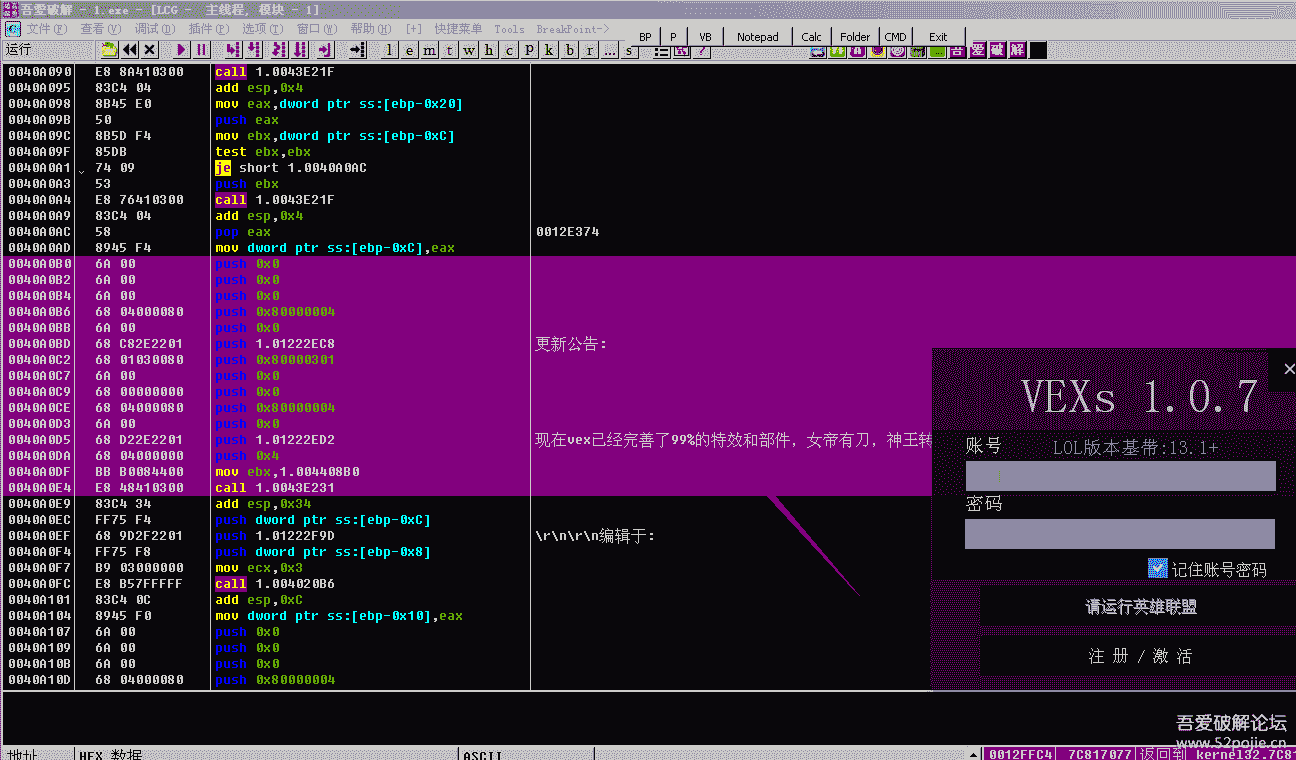 吾爱破解 - 1.exe - [LCG - 主线程, 模块 - 1]
文件(F) 查看(V) 调试(D) 插件(P) 选项(T) 窗口(W) 帮助(H) [+] 快捷菜单 Tools BreakPoint->
BP P VB Notepad Calc Folder CMD Exit
运行 l e m t w h c p k b r ... s ?
吾 爱 破 解
0040A090 E8 8A410300 call 1.0043E21F
0040A095 83C4 04 add esp,0x4
0040A098 8B45 E0 mov eax,dword ptr ss:[ebp-0x20]
0040A09B 50 push eax
0040A09C 8B5D F4 mov ebx,dword ptr ss:[ebp-0xC]
0040A09F 85DB test ebx,ebx
0040A0A1 74 09 je short 1.0040A0AC
0040A0A3 53 push ebx
0040A0A4 E8 76410300 call 1.0043E21F
0040A0A9 83C4 04 add esp,0x4
0040A0AC 58 pop eax 0012E374
0040A0AD 8945 F4 mov dword ptr ss:[ebp-0xC],eax
0040A0B0 6A 00 push 0x0
0040A0B2 6A 00 push 0x0
0040A0B4 6A 00 push 0x0
0040A0B6 68 04000080 push 0x80000004
0040A0BB 6A 00 push 0x0
0040A0BD 68 C82E2201 push 1.01222EC8 更新公告:
0040A0C2 68 01030080 push 0x80000301
0040A0C7 6A 00 push 0x0
0040A0C9 68 00000000 push 0x0
0040A0CE 68 04000080 push 0x80000004
0040A0D3 6A 00 push 0x0
0040A0D5 68 D22E2201 push 1.01222ED2 现在vex已经完善了99%的特效和部件，女帝有刀，神王转
0040A0DA 68 04000000 push 0x4
0040A0DF BB B0084400 mov ebx,1.004408B0
0040A0E4 E8 48410300 call 1.0043E231
0040A0E9 83C4 34 add esp,0x34
0040A0EC FF75 F4 push dword ptr ss:[ebp-0xC]
0040A0EF 68 9D2F2201 push 1.01222F9D \r\n\r\n编辑于:
0040A0F4 FF75 F8 push dword ptr ss:[ebp-0x8]
0040A0F7 B9 03000000 mov ecx,0x3
0040A0FC E8 B57FFFFF call 1.004020B6
0040A101 83C4 0C add esp,0xC
0040A104 8945 F0 mov dword ptr ss:[ebp-0x10],eax
0040A107 6A 00 push 0x0
0040A109 6A 00 push 0x0
0040A10B 6A 00 push 0x0
0040A10D 68 04000080 push 0x80000004
VEXs 1.0.7
账号 LOL版本基带:13.1+
密码
记住账号密码
请运行英雄联盟
注 册 / 激 活
吾爱破解论坛
www.52pojie.cn
地址 HEX 数据 ASCII 0012FFC4 7C817077 返回到 kernel32.7C81